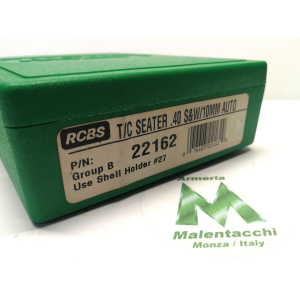 RCBS T/C SEATER .40 S&W/10MM AUTO
P/N: 22162
Group B
Use Shell Holder #27
Armeria
M
Malentacchi
Monza / Italy